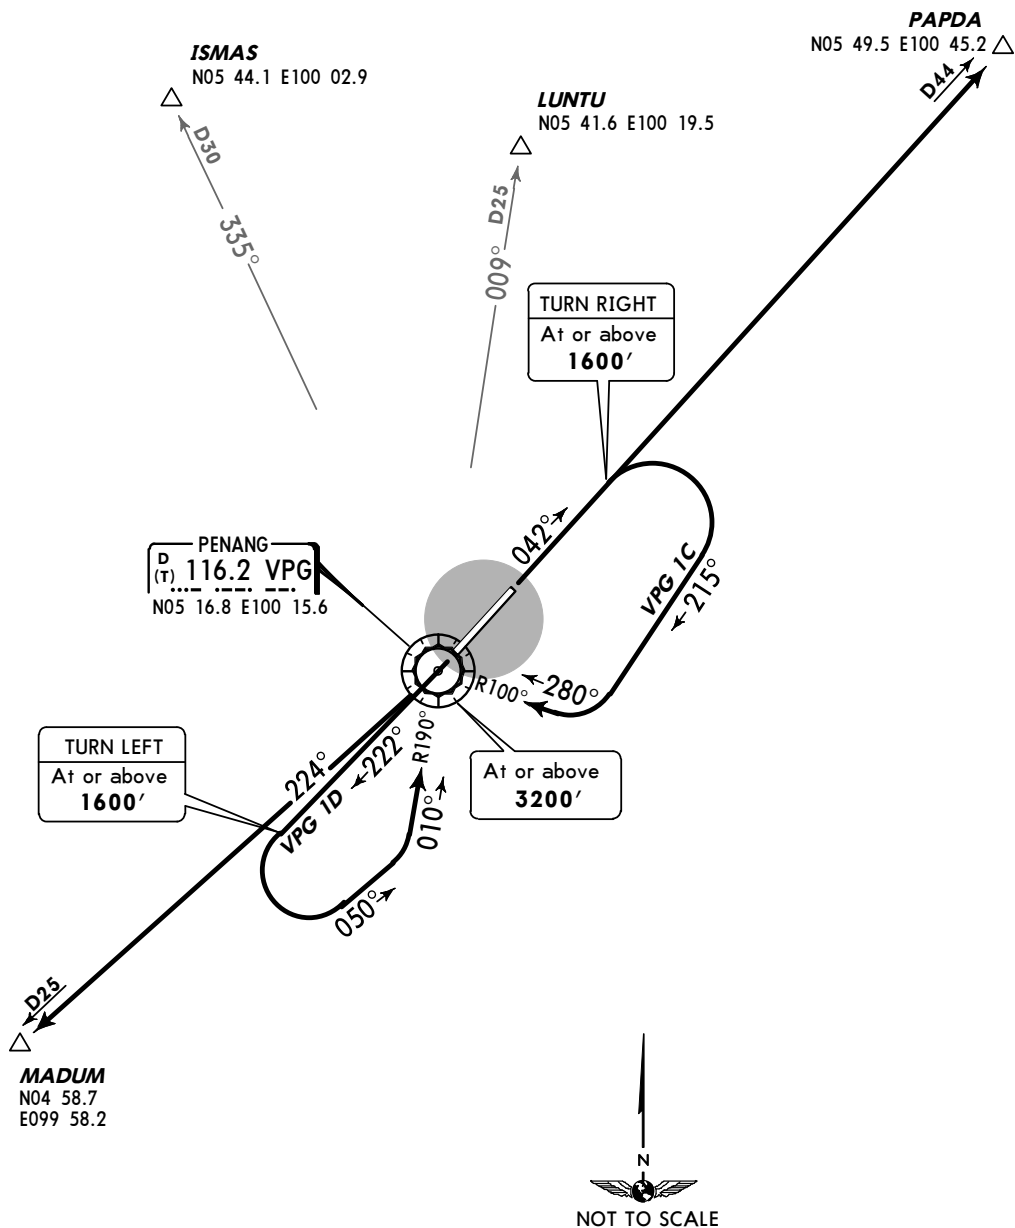 PAPDA
N05 49.5 E100 45.2
D44
ISMAS
N05 44.1 E100 02.9
D30
335°
LUNTU
N05 41.6 E100 19.5
D25
009°
TURN RIGHT
At or above
1600′
042°
VPG 1C
215°
PENANG
D
(T) 116.2 VPG
N05 16.8 E100 15.6
R100°
280°
R190°
TURN LEFT
At or above
1600′
224°
222°
VPG 1D
At or above
3200′
010°
050°
D25
MADUM
N04 58.7
E099 58.2
N
NOT TO SCALE